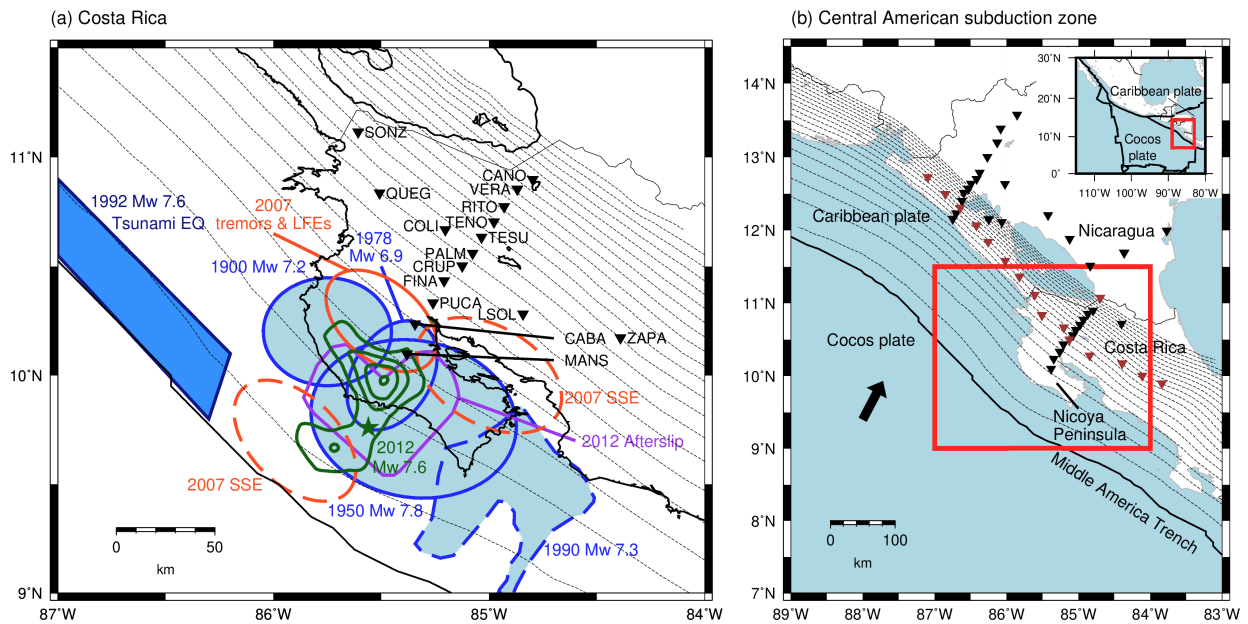 (a) Costa Rica
11˚N
10˚N
9˚N
87˚W
86˚W
85˚W
84˚W
SONZ
CANO
QUEG
VERA
RITO
COLI
TENO
TESU
PALM
CRUP
FINA
PUCA
LSOL
CABA
ZAPA
MANS
1992 Mw 7.6
Tsunami EQ
2007
tremors & LFEs
1978
Mw 6.9
1900 Mw 7.2
2007 SSE
2012 Afterslip
2012
Mw 7.6
2007 SSE
1950 Mw 7.8
1990 Mw 7.3
0
50
km
(b) Central American subduction zone
14˚N
13˚N
12˚N
11˚N
10˚N
9˚N
8˚N
7˚N
89˚W
88˚W
87˚W
86˚W
85˚W
84˚W
83˚W
30˚N
20˚N
10˚N
0˚
110˚W
100˚W
90˚W
80˚W
Caribbean plate
Cocos
plate
Caribbean plate
Nicaragua
Cocos plate
Costa Rica
Nicoya
Peninsula
Middle America Trench
0
100
km